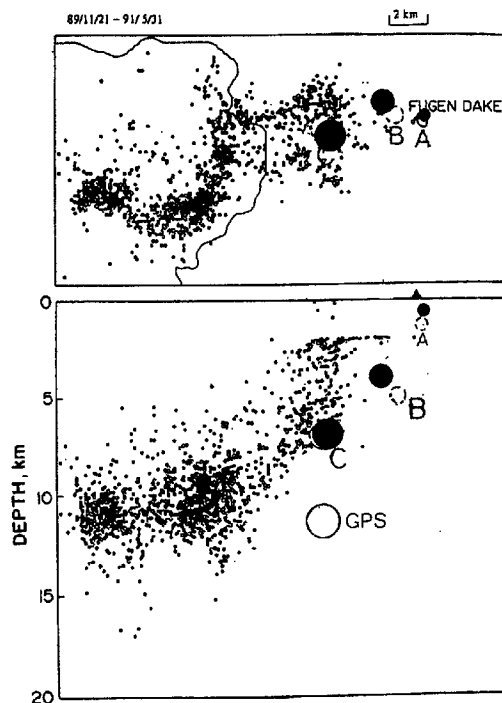 89/11/21 - 91/5/31
2 km
FUGEN DAKE
B
A
C
0
A
5
B
C
DEPTH, km
10
GPS
15
20